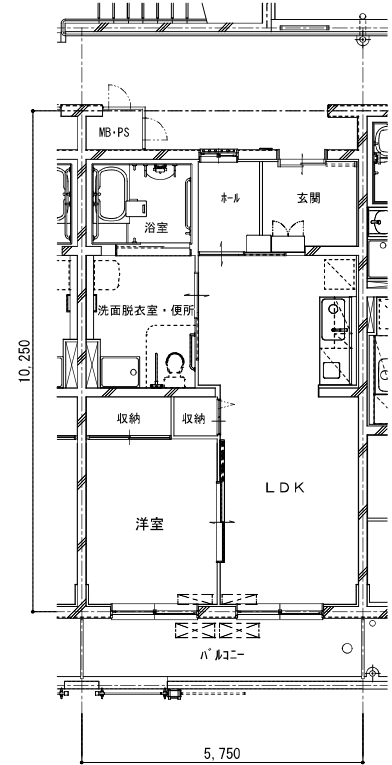 MB・PS
浴室
ホール
玄関
洗面脱衣室・便所
10,250
収納
収納
LDK
洋室
バルコニー
5,750